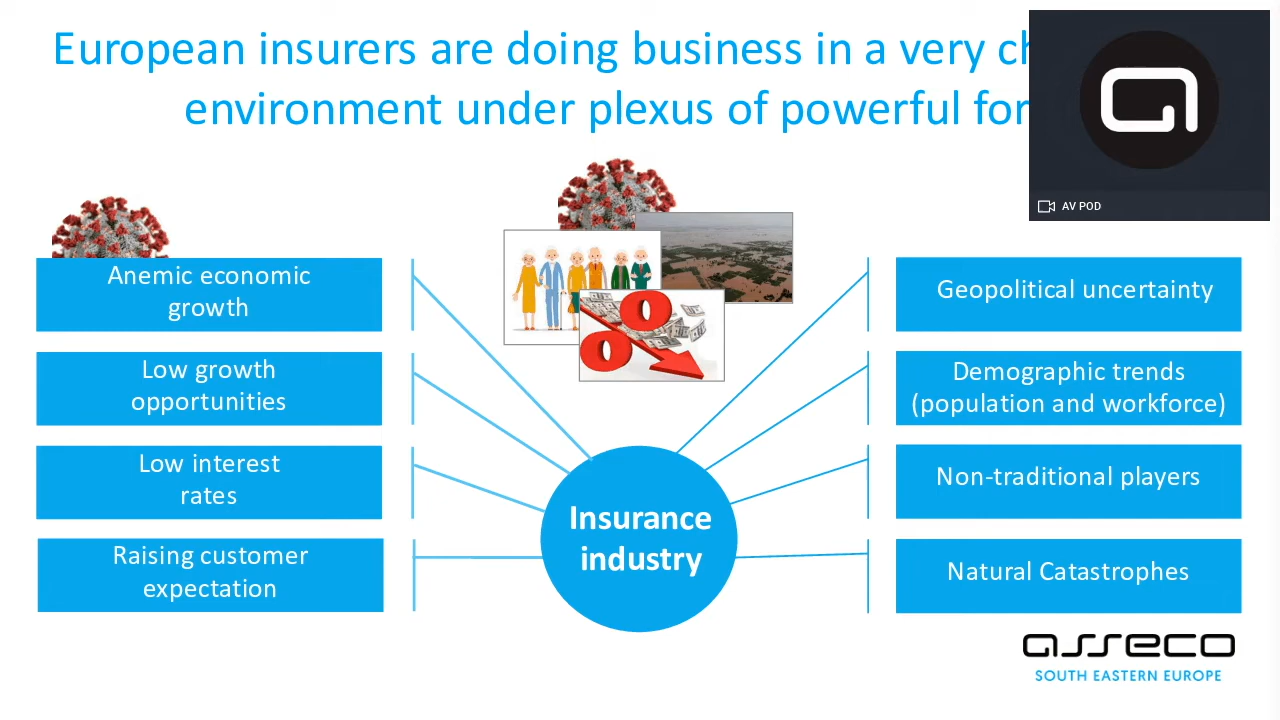 European insurers are doing business in a very
environment under plexus of powerful
AV POD
Anemic economic
growth
Low growth
opportunities
Low interest
rates
Raising customer
expectation
Insurance
industry
Geopolitical uncertainty
Demographic trends
(population and workforce)
Non-traditional players
Natural Catastrophes
asseco
SOUTH EASTERN EUROPE